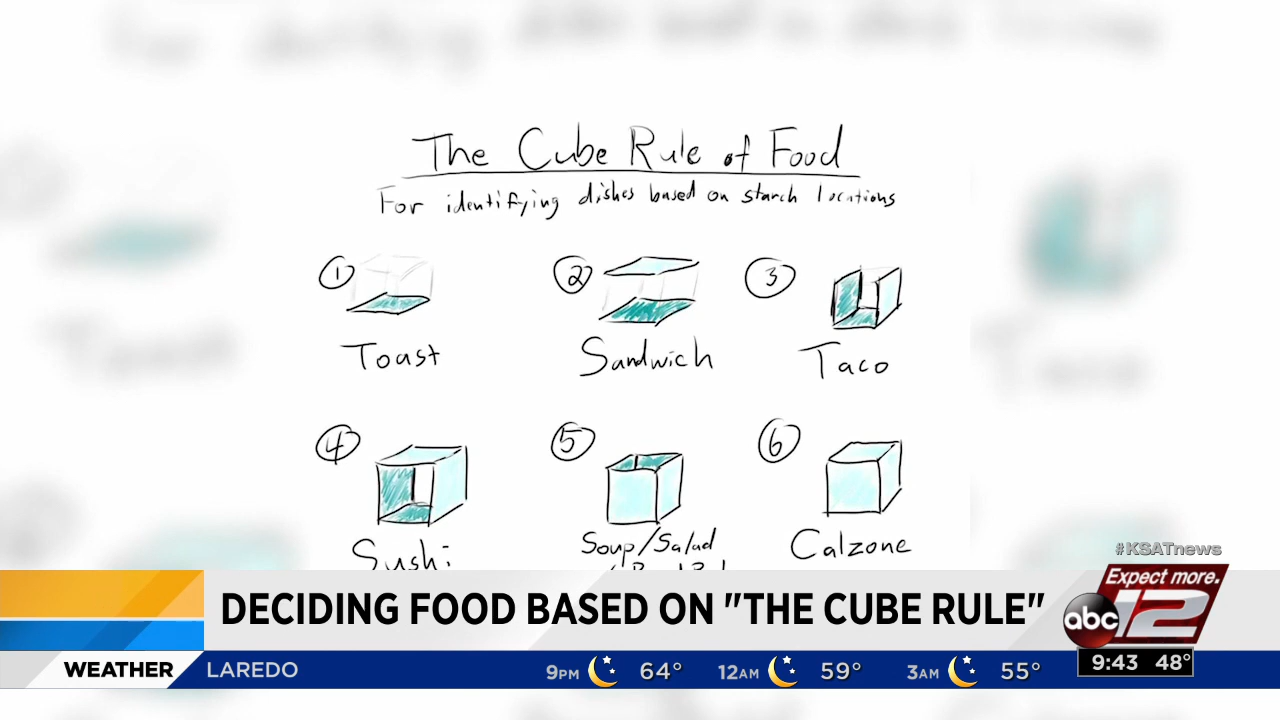 The Cube Rule of Food
For identifying dishes based on starch locations
① ② ③
Toast Sandwich Taco
④ ⑤ ⑥
Sushi Soup/Salad Calzone
#KSATnews
Expect more.
abc 12
DECIDING FOOD BASED ON "THE CUBE RULE"
WEATHER LAREDO 9PM 64° 12AM 59° 3AM 55°
9:43 48°